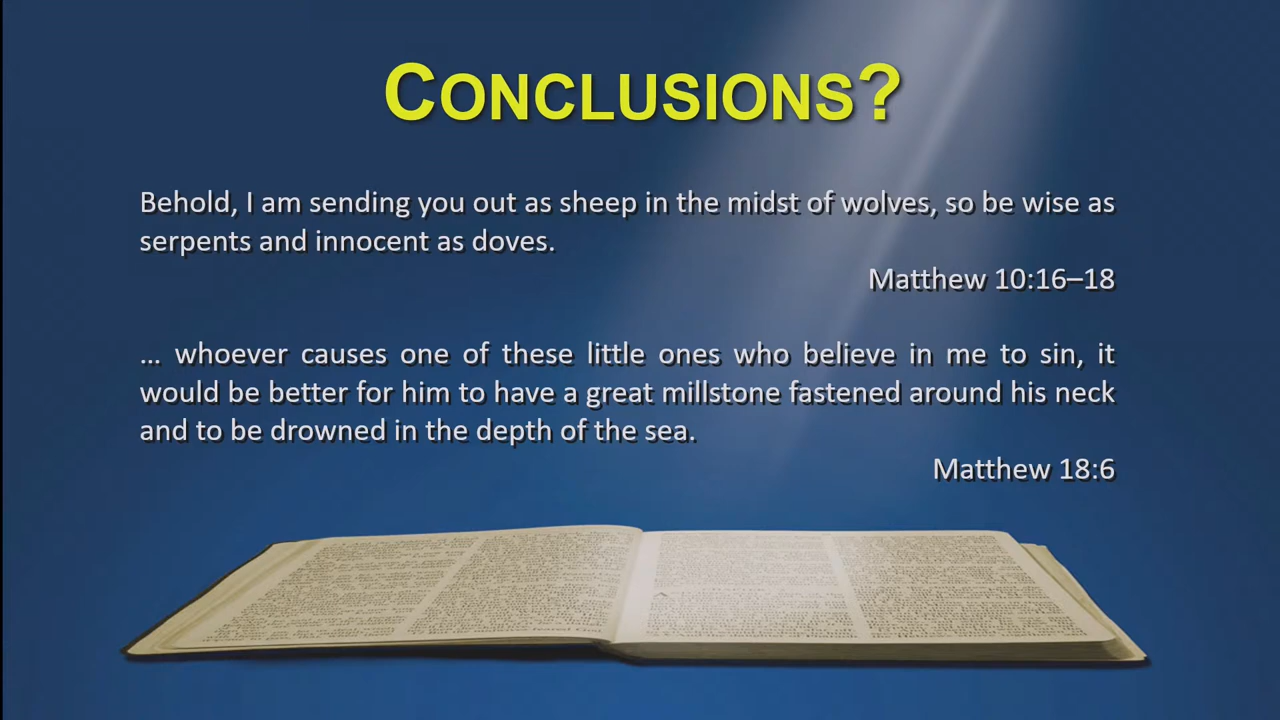 CONCLUSIONS?
Behold, I am sending you out as sheep in the midst of wolves, so be wise as
serpents and innocent as doves.
Matthew 10:16–18
… whoever causes one of these little ones who believe in me to sin, it
would be better for him to have a great millstone fastened around his neck
and to be drowned in the depth of the sea.
Matthew 18:6